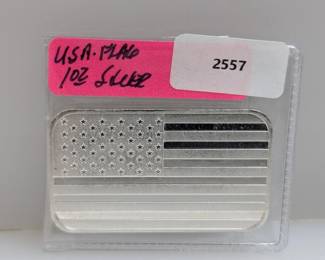 USA. FLAG
1oz Silver
2557